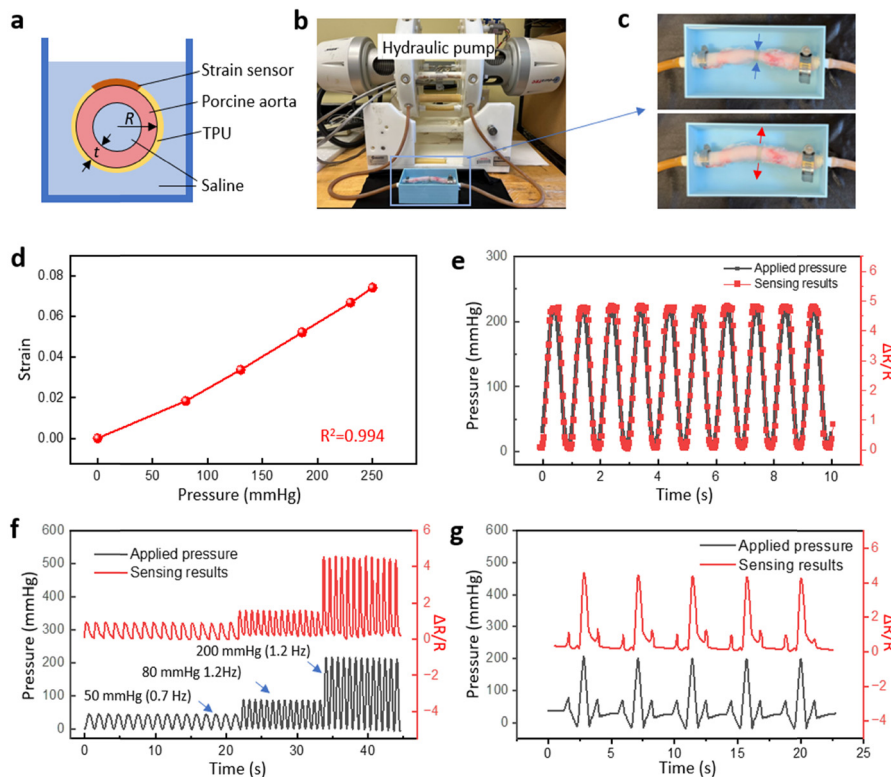 a
Strain sensor
Porcine aorta
R
TPU
t
Saline
b
Hydraulic pump
c
d
0.08
0.06
0.04
0.02
0.00
Strain
R²=0.994
0 50 100 150 200 250
Pressure (mmHg)
e
300
200
100
0
Pressure (mmHg)
Applied pressure
Sensing results
6
5
4
3
2
1
0
ΔR/R
0 2 4 6 8 10
Time (s)
f
600
500
400
300
200
100
0
Pressure (mmHg)
Applied pressure
Sensing results
200 mmHg (1.2 Hz)
80 mmHg 1.2Hz)
50 mmHg (0.7 Hz)
6
4
2
0
-2
-4
ΔR/R
0 10 20 30 40
Time (s)
g
600
500
400
300
200
100
0
Pressure (mmHg)
Applied pressure
Sensing results
6
4
2
0
-2
-4
ΔR/R
0 5 10 15 20 25
Time (s)